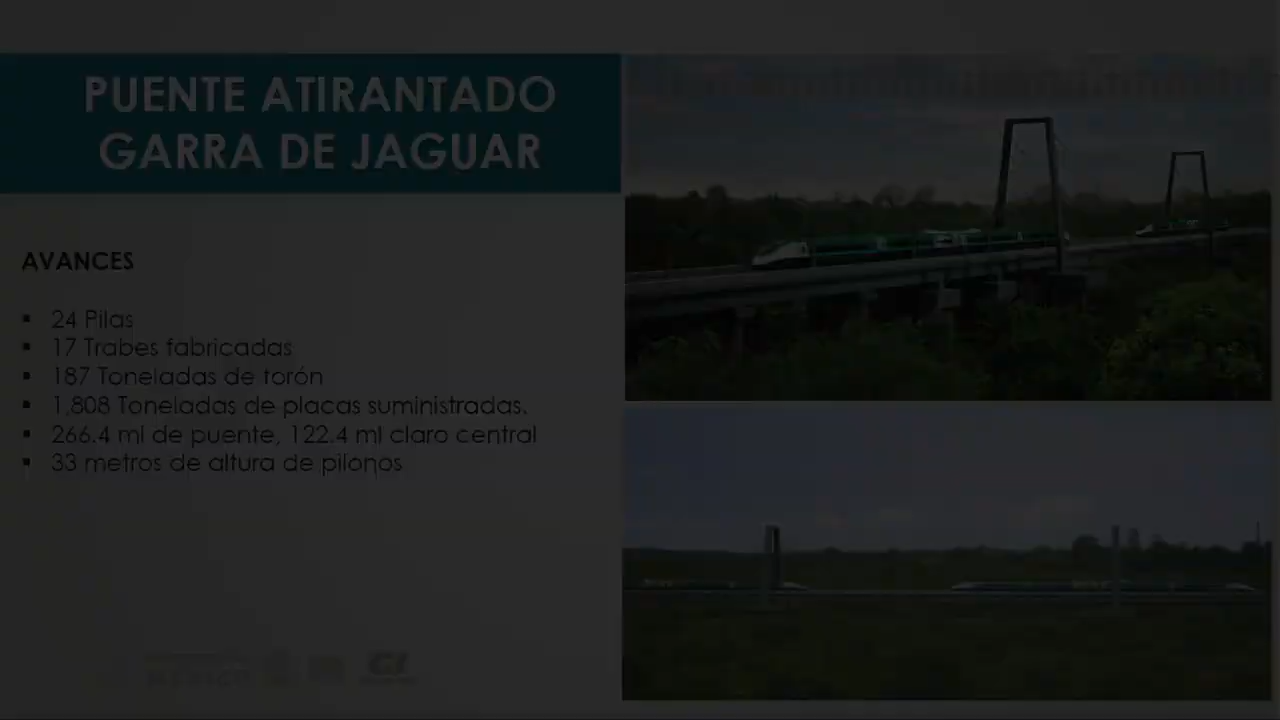 PUENTE ATIRANTADO
GARRA DE JAGUAR
AVANCES
▪ 24 Pilas
▪ 17 Trabes fabricadas
▪ 187 Toneladas de torón
▪ 1,808 Toneladas de placas suministradas.
▪ 266.4 ml de puente, 122.4 ml claro central
▪ 33 metros de altura de pilonos
MÉXICO